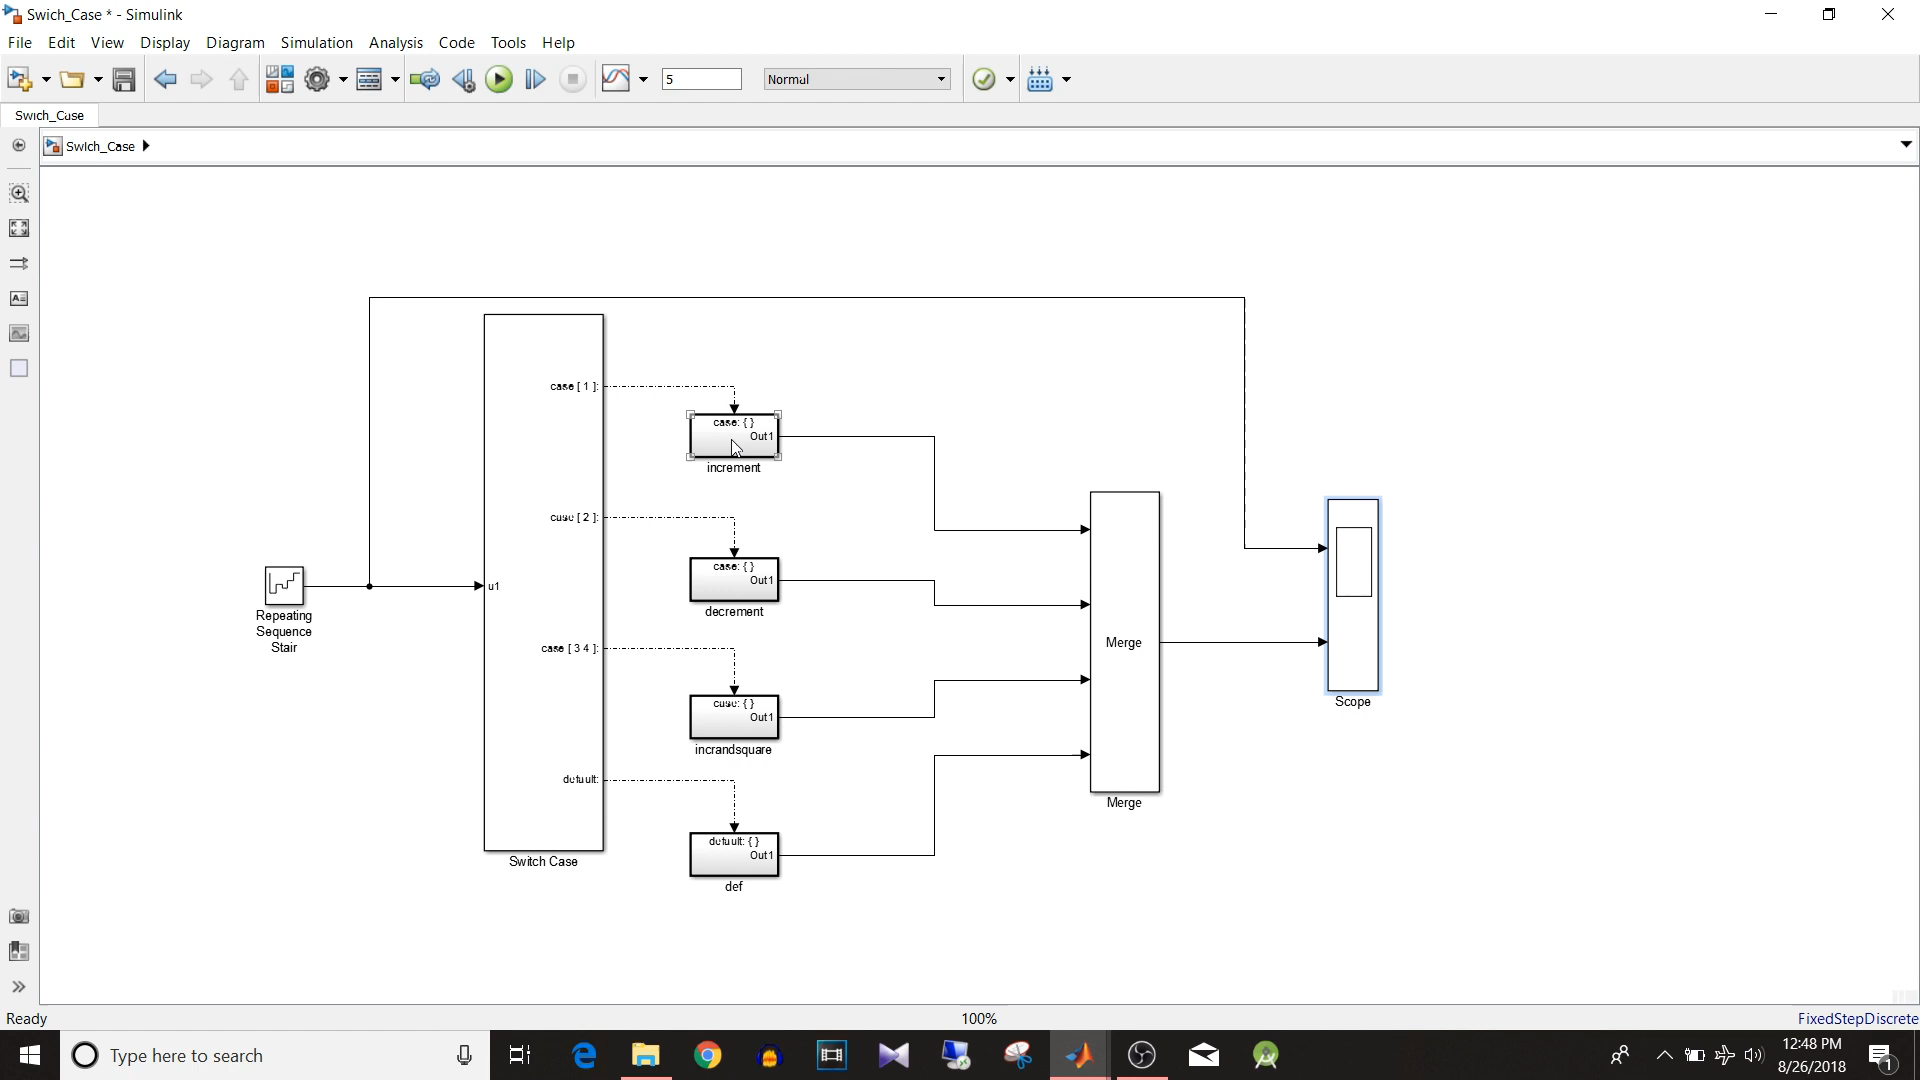 Swich_Case * - Simulink
File Edit View Display Diagram Simulation Analysis Code Tools Help
5
Normal
Swich_Case
Swich_Case
case [ 1 ]:
case: { }
Out1
increment
case [ 2 ]:
case: { }
Out1
decrement
Repeating
Sequence
Stair
u1
case [ 3 4 ]:
case: { }
Out1
incrandsquare
default:
default: { }
Out1
def
Switch Case
Merge
Merge
Scope
Ready
100%
FixedStepDiscrete
Type here to search
12:48 PM
8/26/2018
1